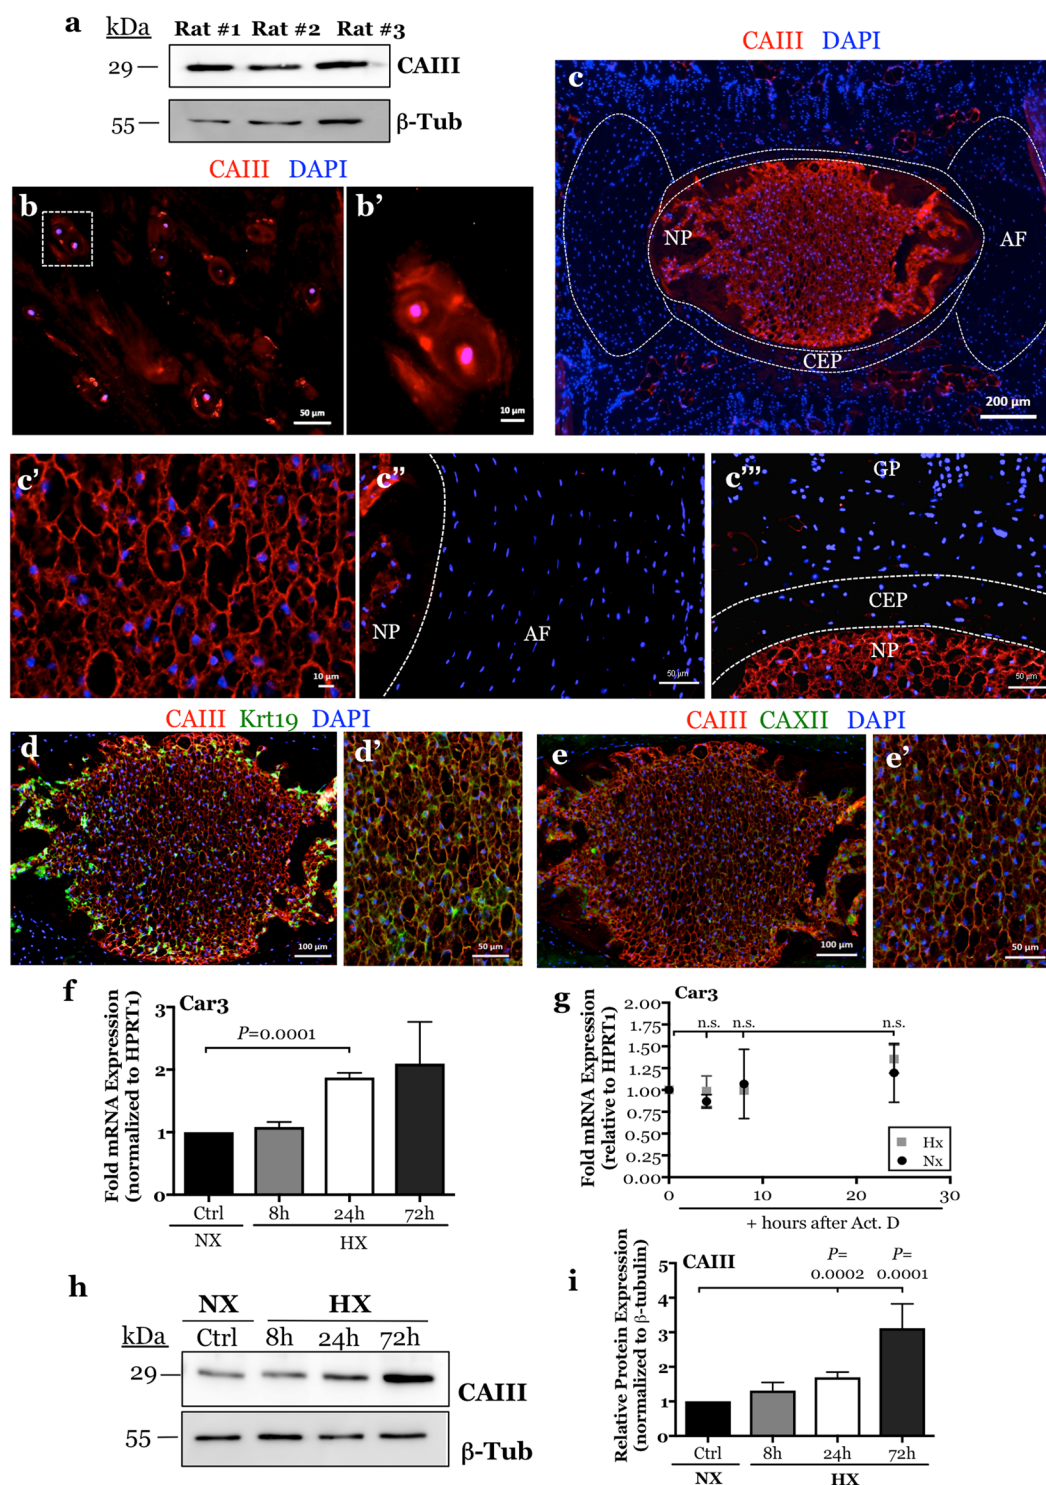 a
kDa
Rat #1 Rat #2 Rat #3
29
CAIII
55
β-Tub
CAIII DAPI
b
50 µm
b'
10 µm
CAIII DAPI
c
NP
AF
CEP
200 µm
c'
10 µm
c''
NP
AF
50 µm
c'''
GP
CEP
NP
50 µm
CAIII Krt19 DAPI
d
100 µm
d'
50 µm
CAIII CAXII DAPI
e
100 µm
e'
50 µm
f
Car3
Fold mRNA Expression
(normalized to HPRT1)
3
2
1
0
P=0.0001
Ctrl 8h 24h 72h
NX HX
g
Car3
Fold mRNA Expression
(relative to HPRT1)
2.00
1.75
1.50
1.25
1.00
0.75
0.50
0.25
0.00
n.s. n.s. n.s.
Hx
Nx
0 10 20 30
+ hours after Act. D
h
NX HX
kDa
Ctrl 8h 24h 72h
29
CAIII
55
β-Tub
i
CAIII
Relative Protein Expression
(normalized to β-tubulin)
5
4
3
2
1
0
P= P=
0.0002 0.0001
Ctrl 8h 24h 72h
NX HX